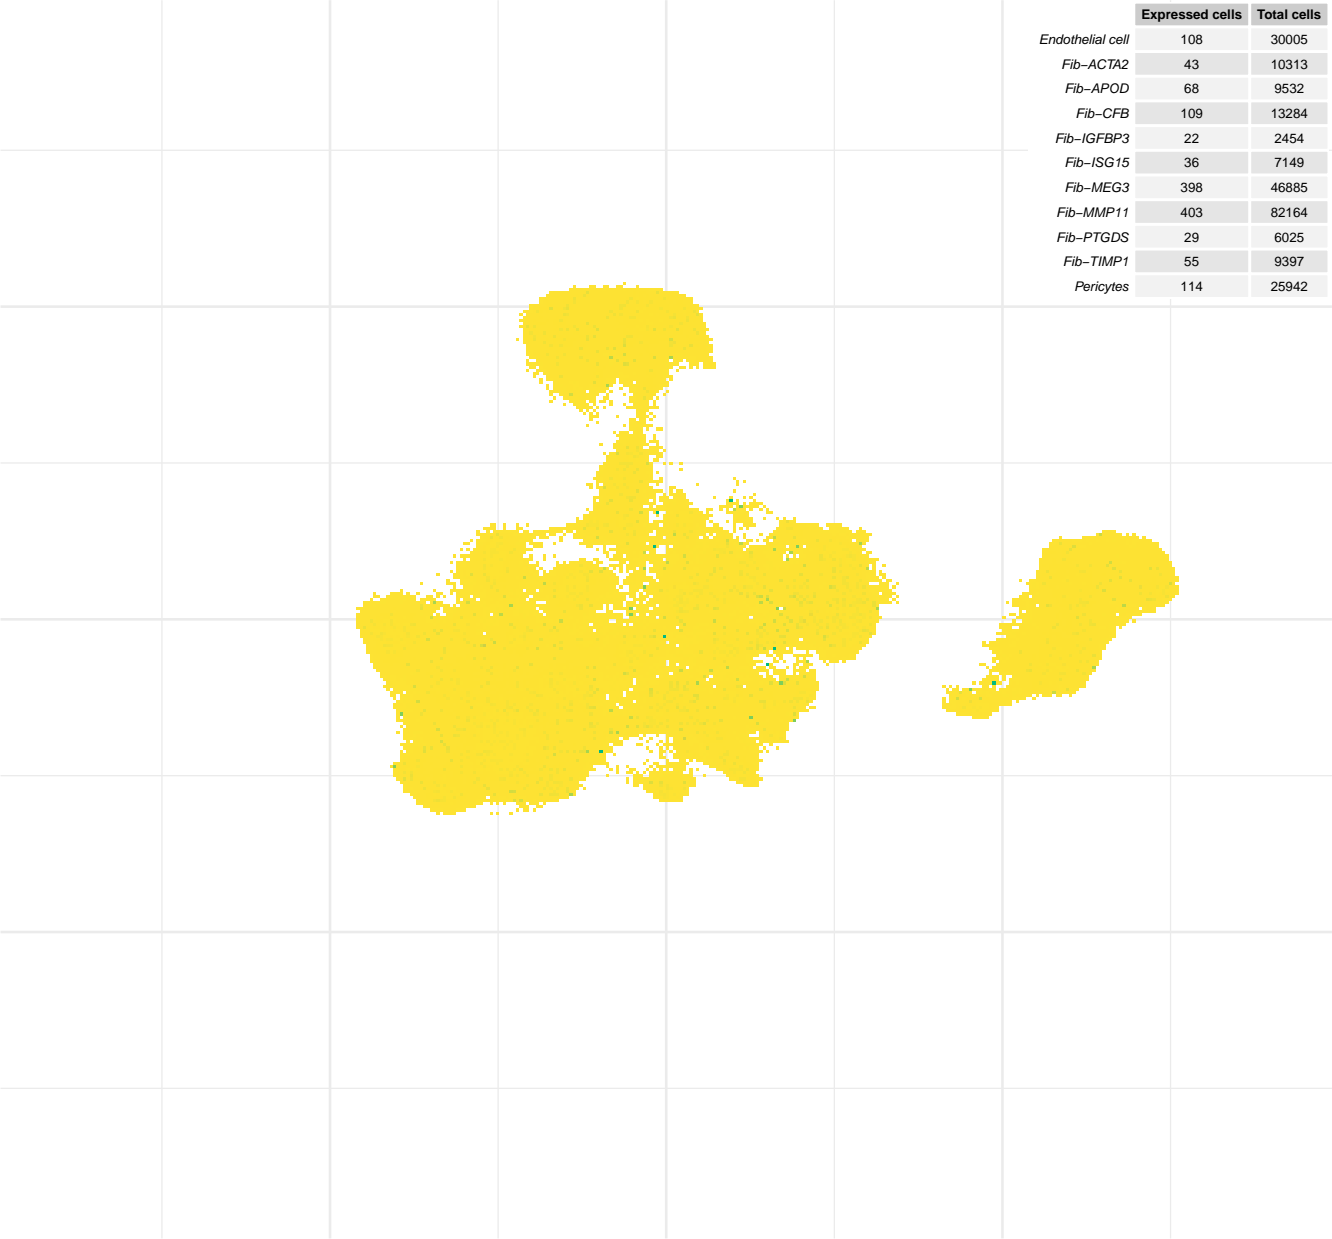 Expressed cells Total cells
Endothelial cell 108 30005
Fib−ACTA2 43 10313
Fib−APOD 68 9532
Fib−CFB 109 13284
Fib−IGFBP3 22 2454
Fib−ISG15 36 7149
Fib−MEG3 398 46885
Fib−MMP11 403 82164
Fib−PTGDS 29 6025
Fib−TIMP1 55 9397
Pericytes 114 25942